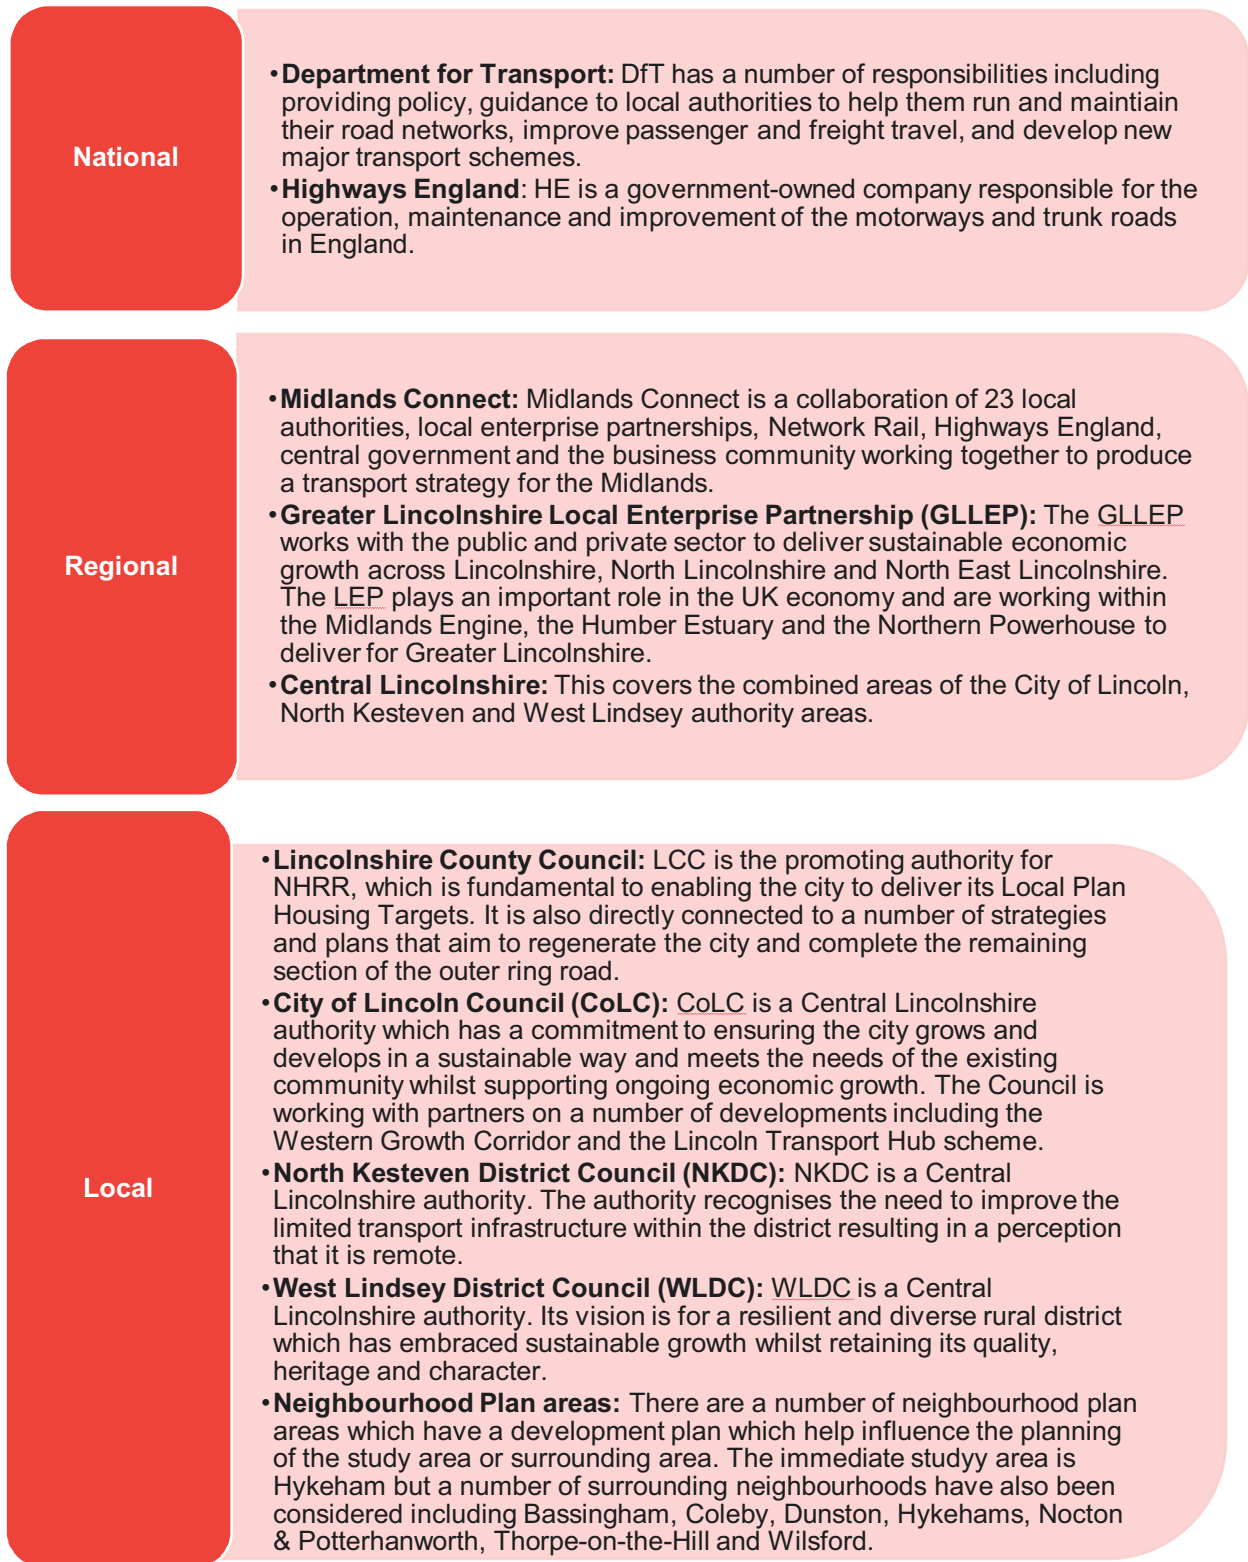 National
•Department for Transport: DfT has a number of responsibilities including
providing policy, guidance to local authorities to help them run and maintiain
their road networks, improve passenger and freight travel, and develop new
major transport schemes.
•Highways England: HE is a government-owned company responsible for the
operation, maintenance and improvement of the motorways and trunk roads
in England.
Regional
•Midlands Connect: Midlands Connect is a collaboration of 23 local
authorities, local enterprise partnerships, Network Rail, Highways England,
central government and the business community working together to produce
a transport strategy for the Midlands.
•Greater Lincolnshire Local Enterprise Partnership (GLLEP): The GLLEP
works with the public and private sector to deliver sustainable economic
growth across Lincolnshire, North Lincolnshire and North East Lincolnshire.
The LEP plays an important role in the UK economy and are working within
the Midlands Engine, the Humber Estuary and the Northern Powerhouse to
deliver for Greater Lincolnshire.
•Central Lincolnshire: This covers the combined areas of the City of Lincoln,
North Kesteven and West Lindsey authority areas.
Local
•Lincolnshire County Council: LCC is the promoting authority for
NHRR, which is fundamental to enabling the city to deliver its Local Plan
Housing Targets. It is also directly connected to a number of strategies
and plans that aim to regenerate the city and complete the remaining
section of the outer ring road.
•City of Lincoln Council (CoLC): CoLC is a Central Lincolnshire
authority which has a commitment to ensuring the city grows and
develops in a sustainable way and meets the needs of the existing
community whilst supporting ongoing economic growth. The Council is
working with partners on a number of developments including the
Western Growth Corridor and the Lincoln Transport Hub scheme.
•North Kesteven District Council (NKDC): NKDC is a Central
Lincolnshire authority. The authority recognises the need to improve the
limited transport infrastructure within the district resulting in a perception
that it is remote.
•West Lindsey District Council (WLDC): WLDC is a Central
Lincolnshire authority. Its vision is for a resilient and diverse rural district
which has embraced sustainable growth whilst retaining its quality,
heritage and character.
•Neighbourhood Plan areas: There are a number of neighbourhood plan
areas which have a development plan which help influence the planning
of the study area or surrounding area. The immediate studyy area is
Hykeham but a number of surrounding neighbourhoods have also been
considered including Bassingham, Coleby, Dunston, Hykehams, Nocton
& Potterhanworth, Thorpe-on-the-Hill and Wilsford.